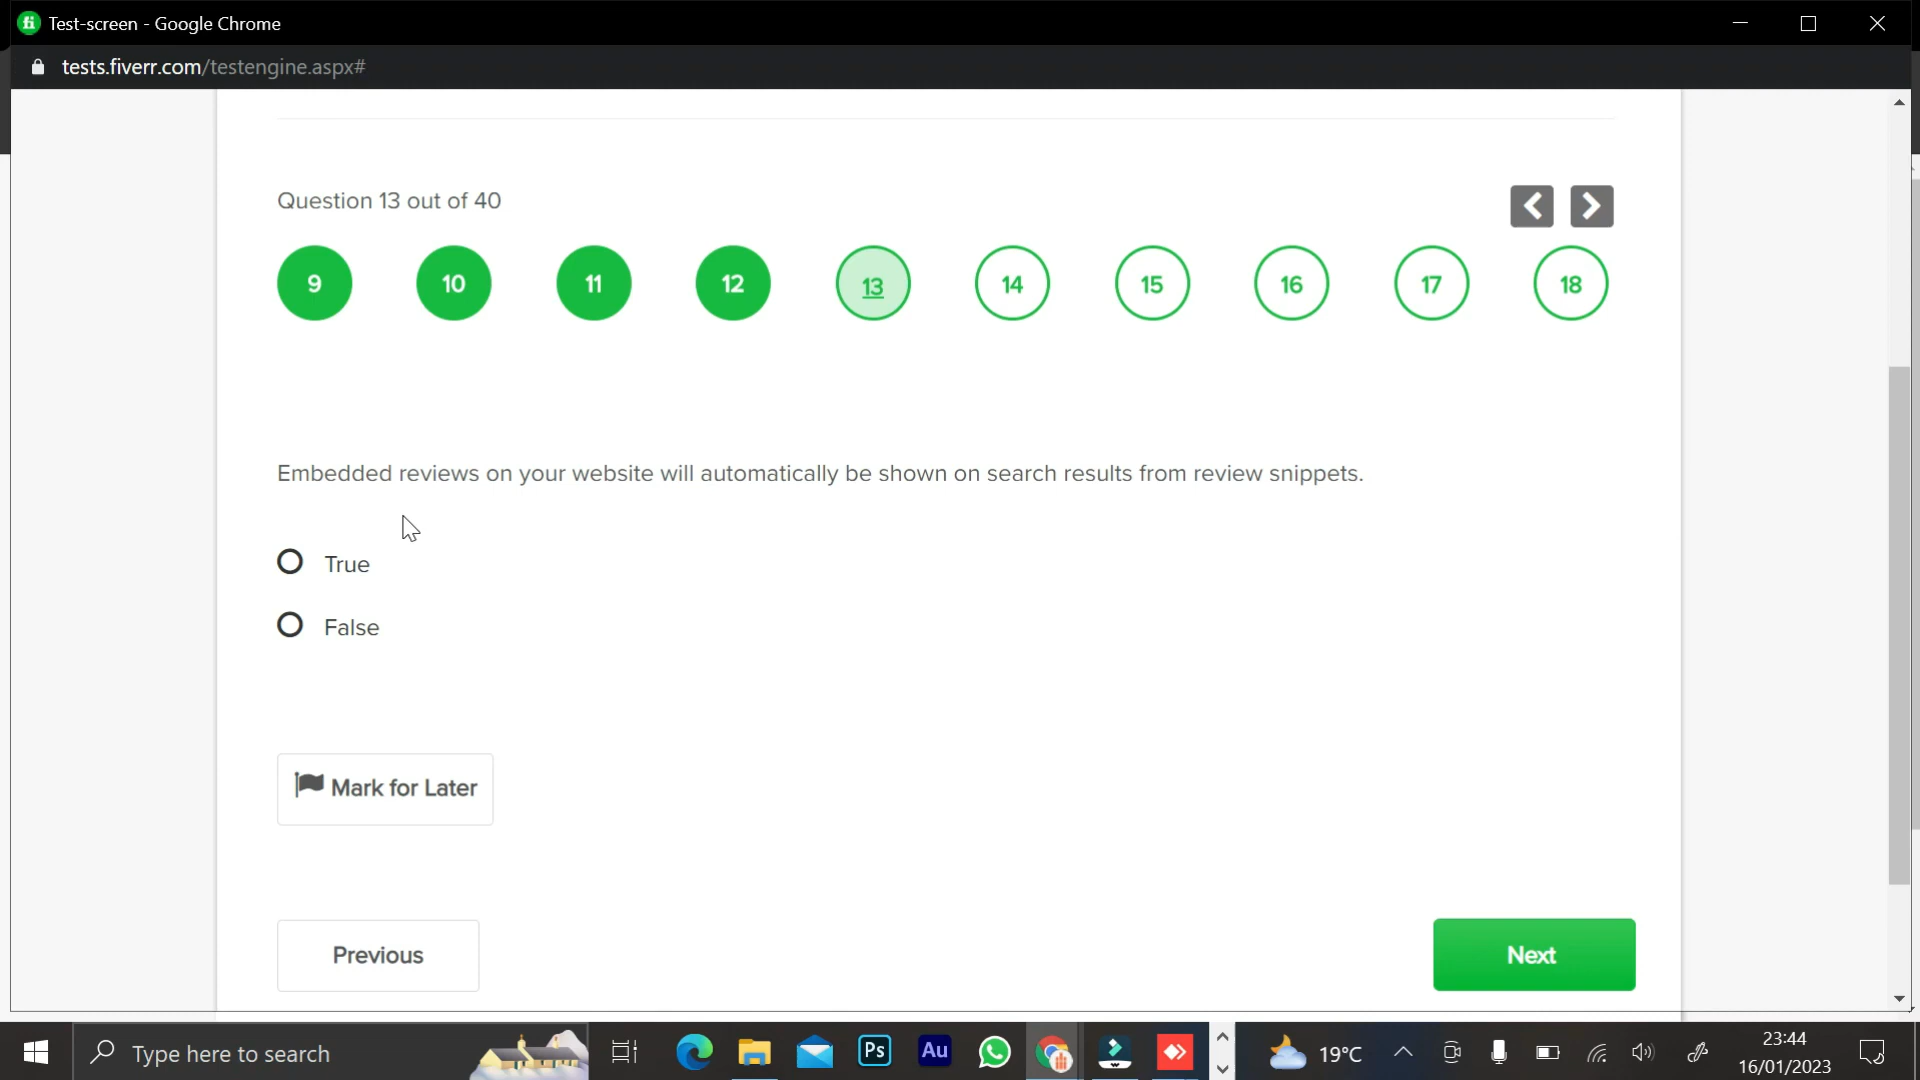 fi Test-screen - Google Chrome
tests.fiverr.com/testengine.aspx#
Question 13 out of 40
9 10 11 12 13 14 15 16 17 18
Embedded reviews on your website will automatically be shown on search results from review snippets.
True
False
Mark for Later
Previous
Next
Type here to search
Ps
Au
19°C
23:44
16/01/2023